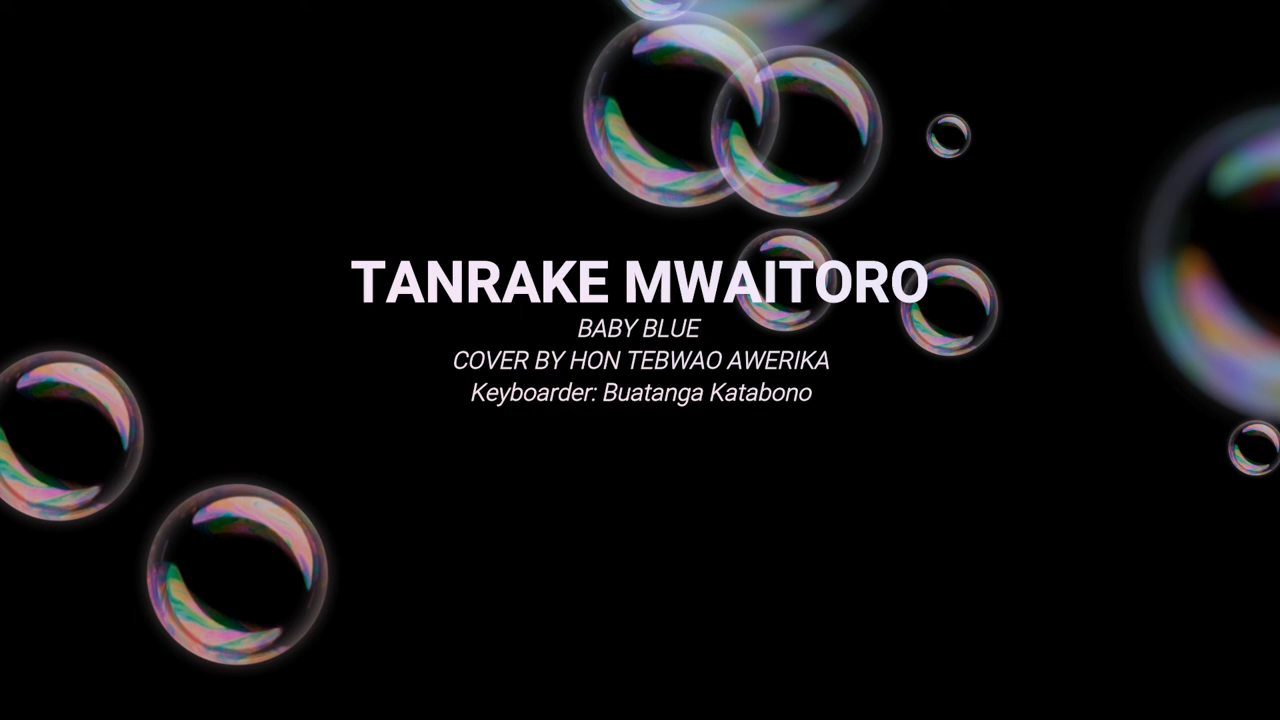 TANRAKE MWAITORO
BABY BLUE
COVER BY HON TEBWAO AWERIKA
Keyboarder: Buatanga Katabono